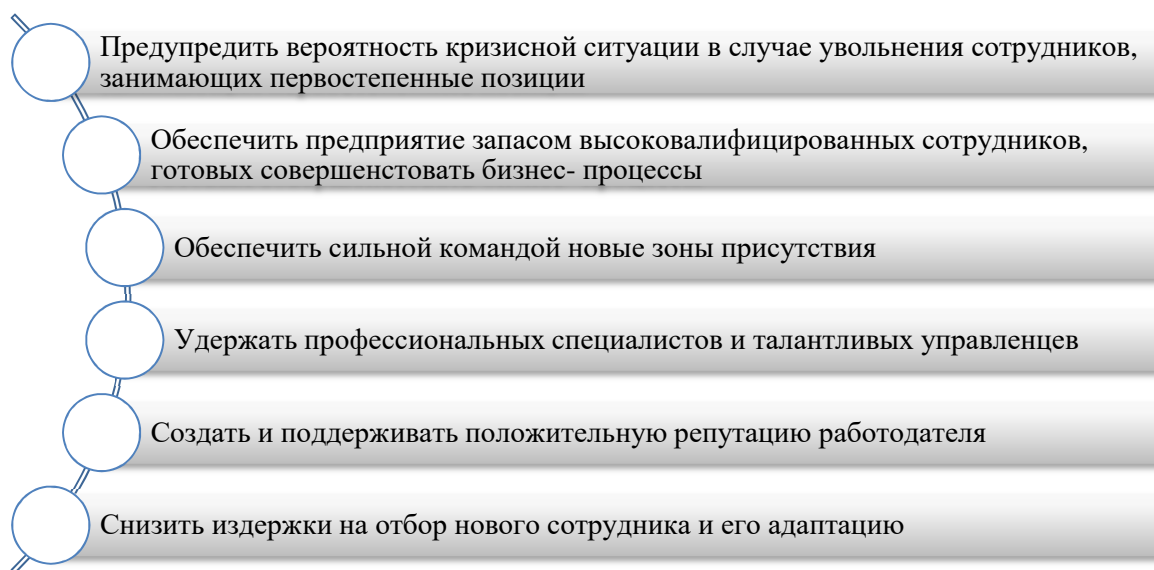 Предупредить вероятность кризисной ситуации в случае увольнения сотрудников,
занимающих первостепенные позиции
Обеспечить предприятие запасом высоковалифицированных сотрудников,
готовых совершенстовать бизнес- процессы
Обеспечить сильной командой новые зоны присутствия
Удержать профессиональных специалистов и талантливых управленцев
Создать и поддерживать положительную репутацию работодателя
Снизить издержки на отбор нового сотрудника и его адаптацию